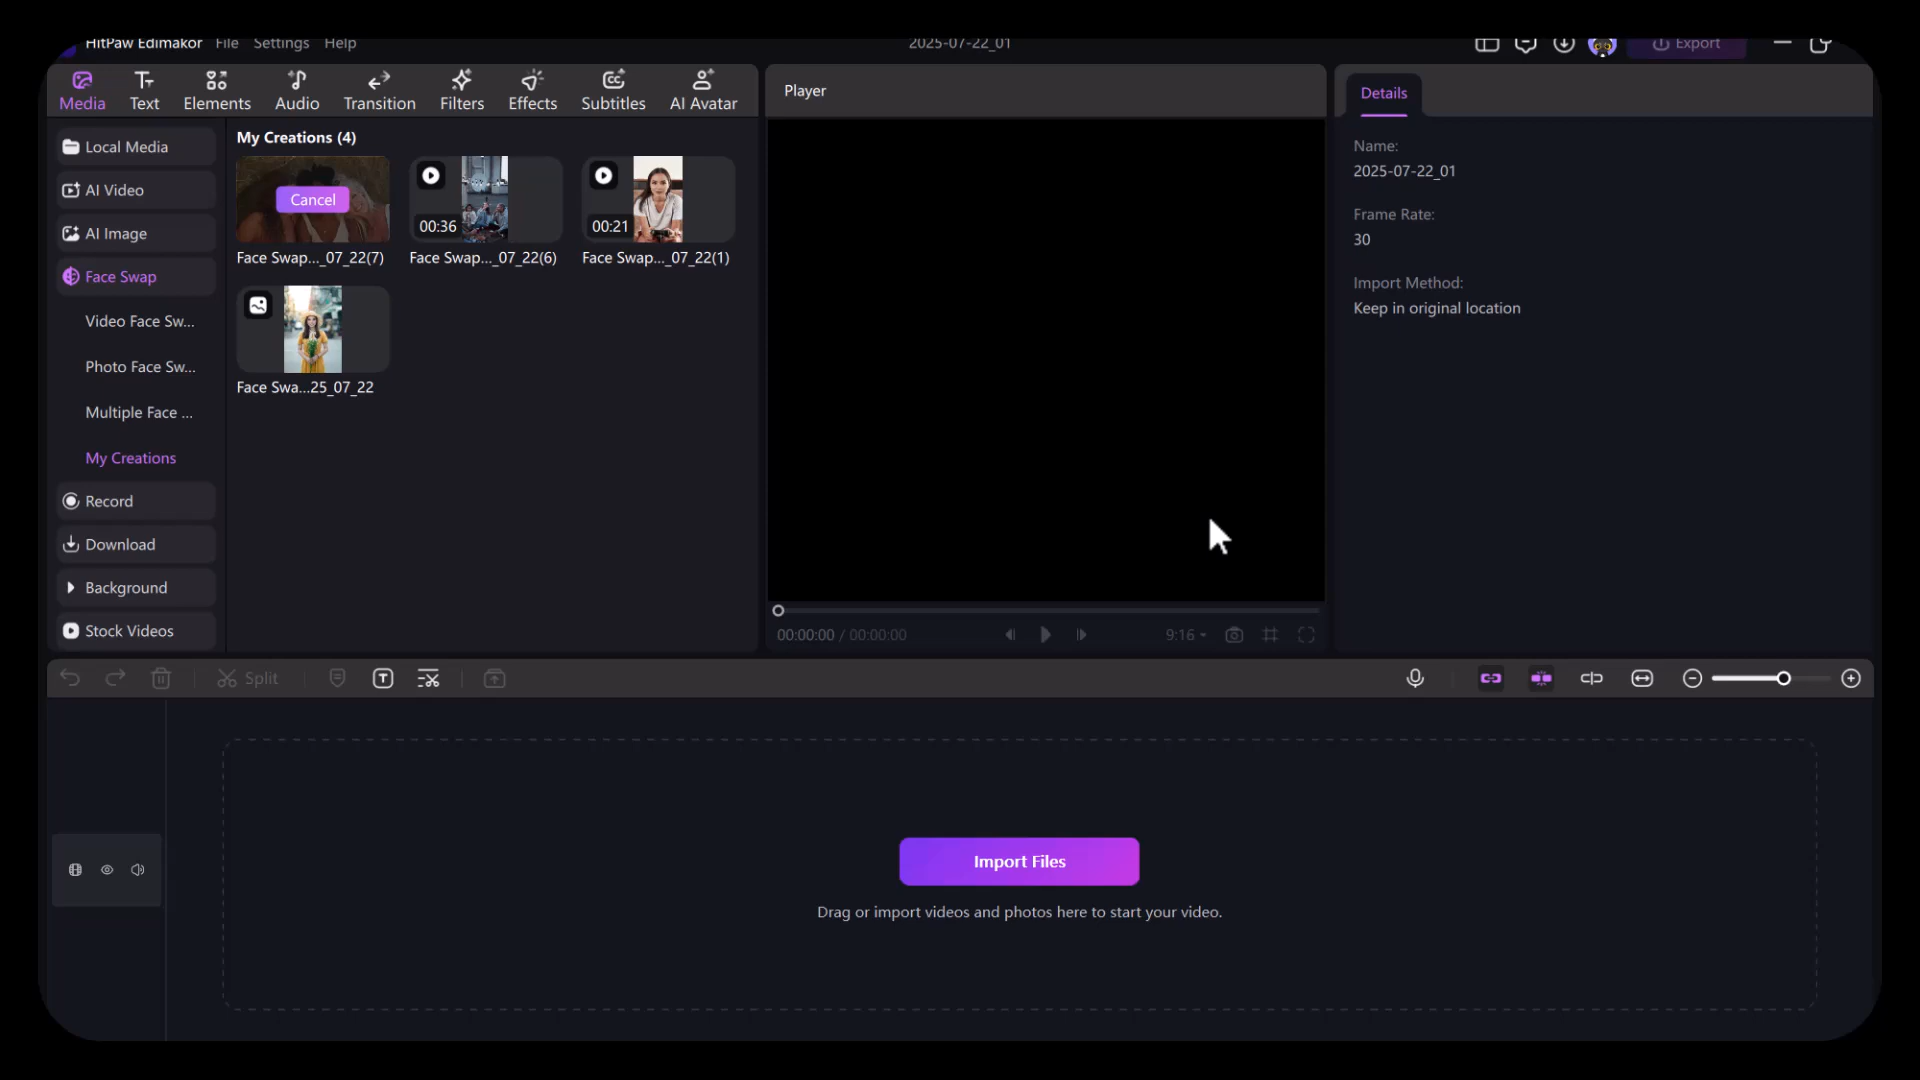 HitPaw Edimakor File Settings Help
2025-07-22_01
Export
Media Text Elements Audio Transition Filters Effects Subtitles AI Avatar
Player
Details
Local Media
AI Video
AI Image
Face Swap
Video Face Sw...
Photo Face Sw...
Multiple Face ...
My Creations
Record
Download
Background
Stock Videos
My Creations (4)
Cancel
00:36
00:21
Face Swap..._07_22(7)
Face Swap..._07_22(6)
Face Swap..._07_22(1)
Face Swa...25_07_22
Name:
2025-07-22_01
Frame Rate:
30
Import Method:
Keep in original location
00:00:00 / 00:00:00
9:16
Split
Import Files
Drag or import videos and photos here to start your video.